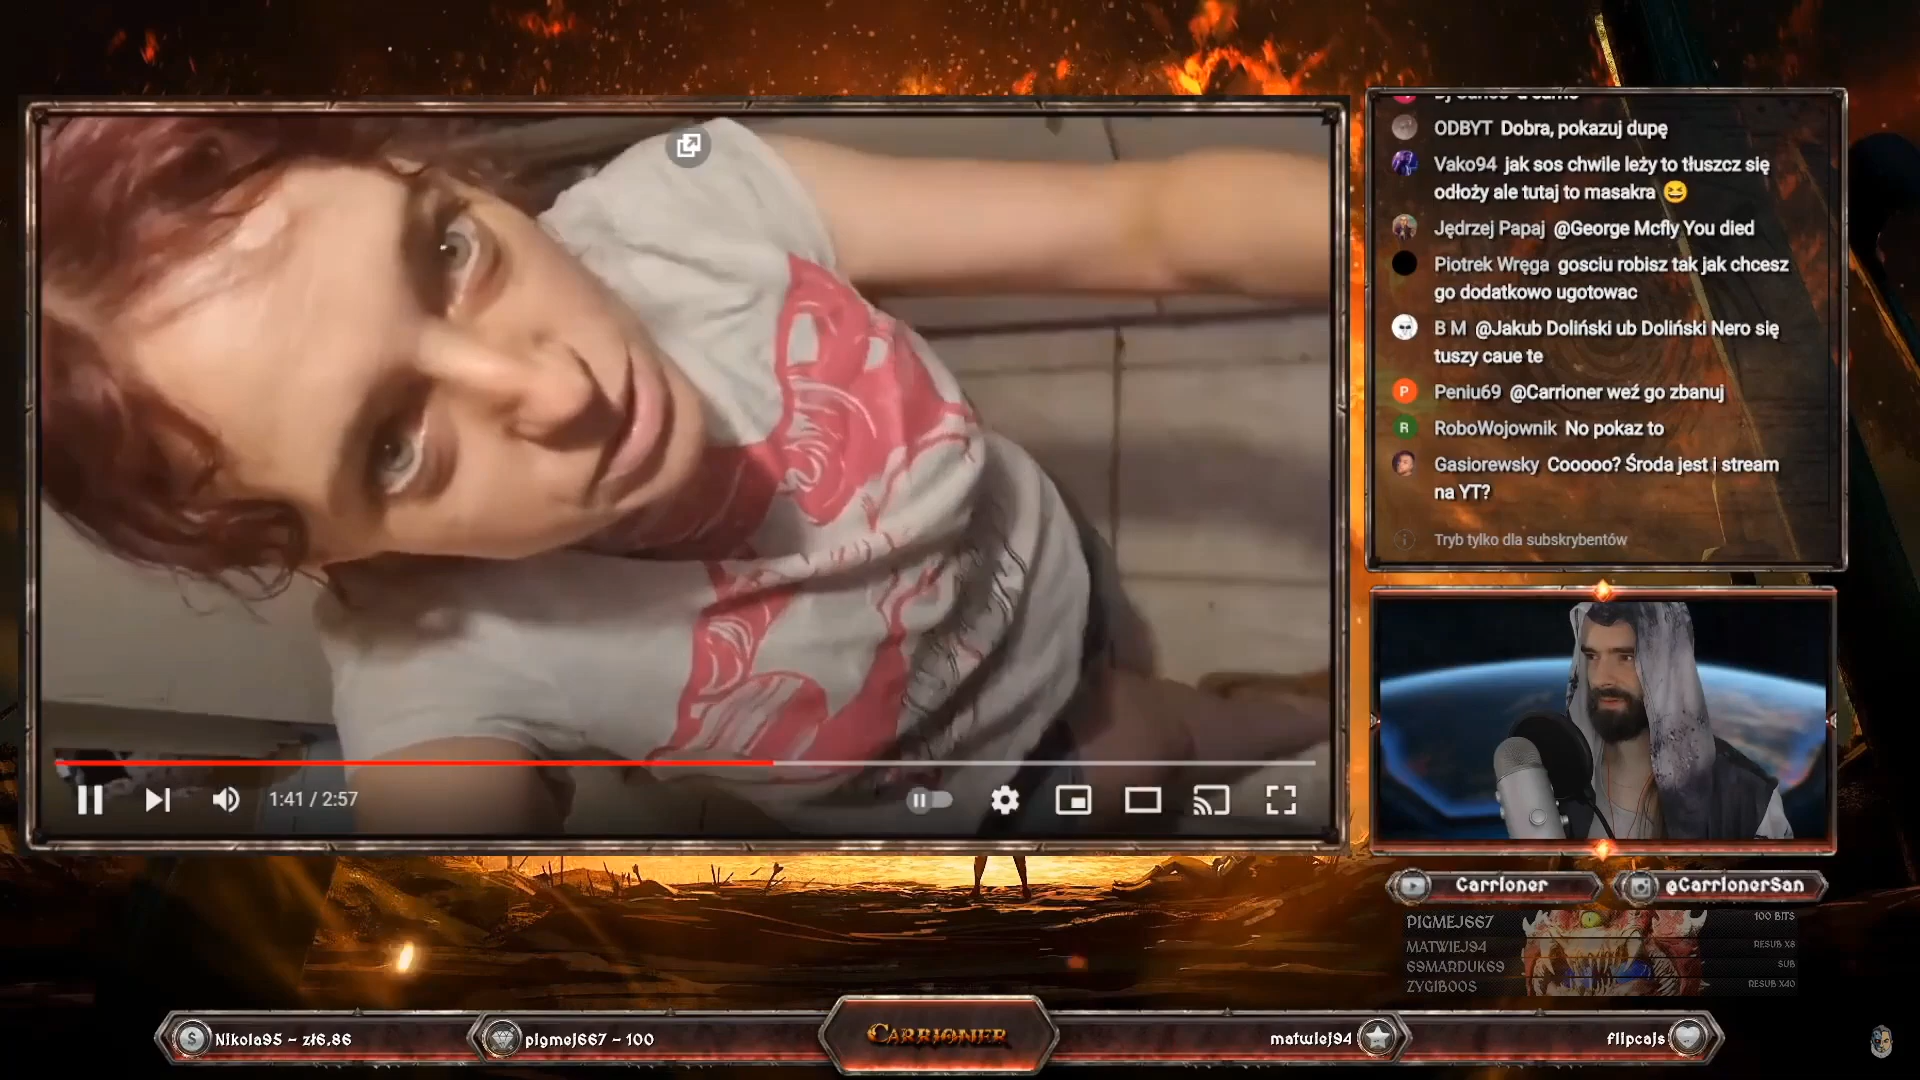 ODBYT Dobra, pokazuj dupę
Vako94 jak sos chwile leży to tłuszcz się
odłoży ale tutaj to masakra 😆
Jędrzej Papaj @George Mcfly You died
Piotrek Wręga gosciu robisz tak jak chcesz
go dodatkowo ugotowac
B M @Jakub Doliński ub Doliński Nero się
tuszy caue te
P
Peniu69 @Carrioner weź go zbanuj
R
RoboWojownik No pokaz to
Gasiorewsky Cooooo? Środa jest i stream
na YT?
Tryb tylko dla subskrybentów
1:41 / 2:57
Carrioner
@CarrionerSan
PIGMEJ667 100 BITS
MATWIEJ94 RESUB X8
69MARDUK69 SUB
ZYGIBOOS RESUB X40
Nikola95 - zł6,86
pigmej667 - 100
CARRIONER
matwiej94
flipcajs